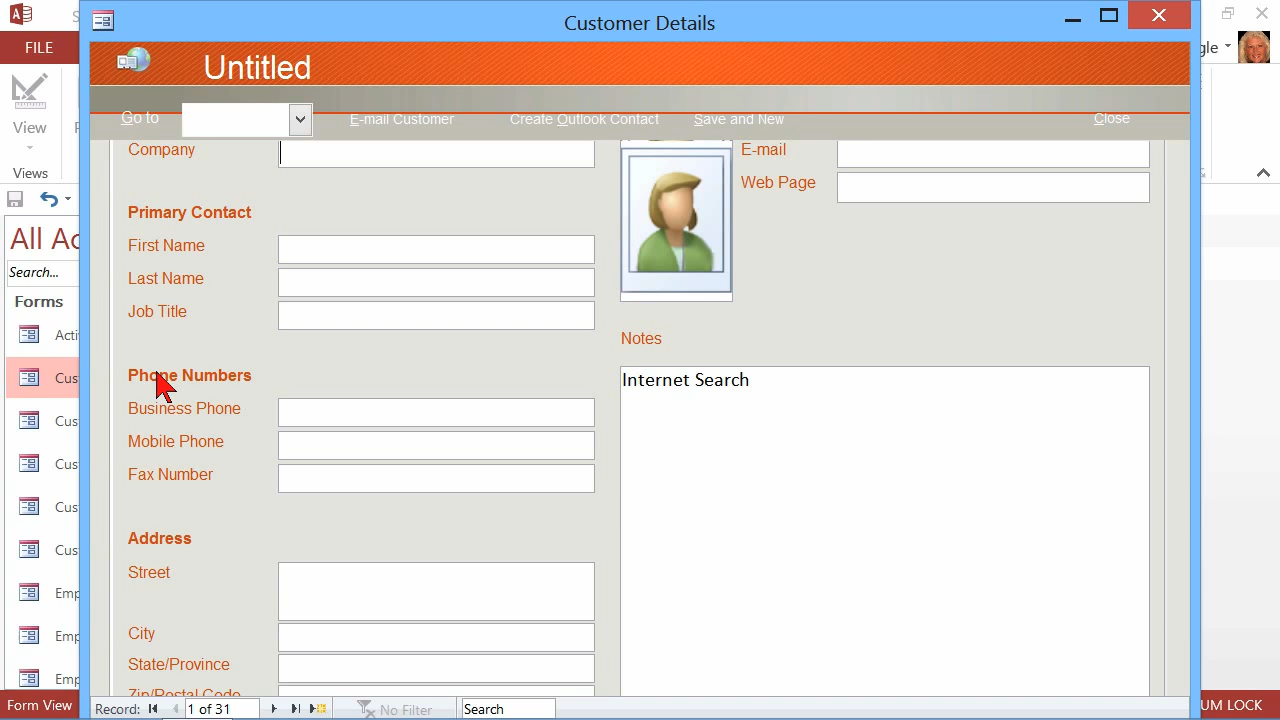 Customer Details
FILE
Untitled
Go to
E-mail Customer
Create Outlook Contact
Save and New
Close
View
Views
Company
E-mail
Web Page
Primary Contact
First Name
Last Name
Job Title
Notes
Internet Search
Phone Numbers
Business Phone
Mobile Phone
Fax Number
Address
Street
City
State/Province
Zip/Postal Code
All Ac
Search...
Forms
Acti
Cus
Cus
Cus
Cus
Cus
Emp
Emp
Emp
Record: 1 of 31 No Filter Search
Form View
UM LOCK